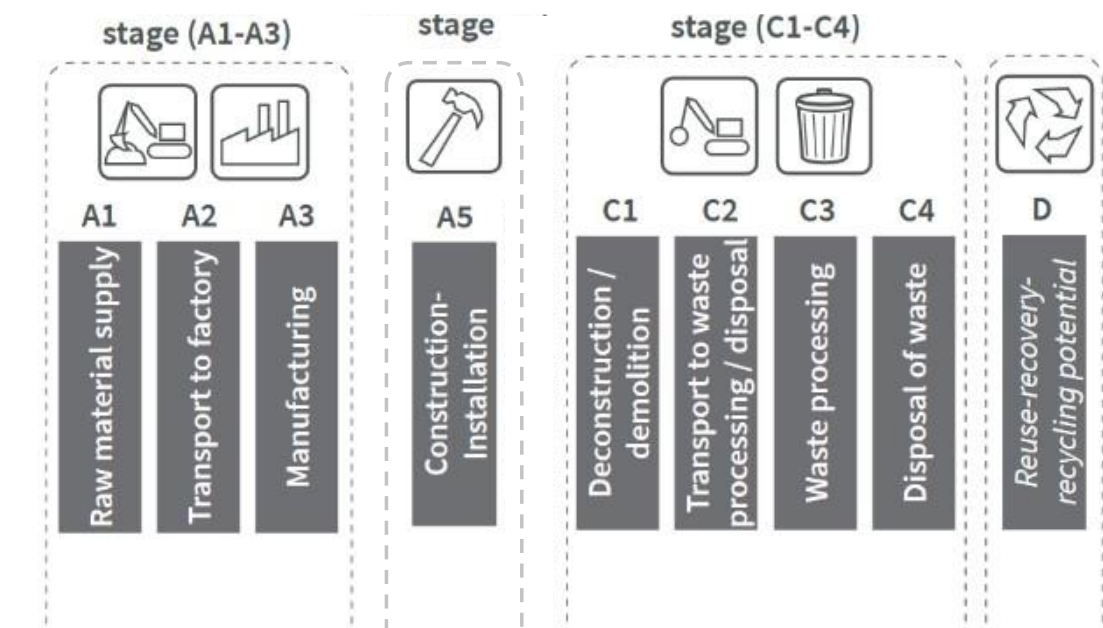 stage (A1-A3)
stage
stage (C1-C4)
A1
A2
A3
A5
C1
C2
C3
C4
D
Raw material supply
Transport to factory
Manufacturing
Construction-
Installation
Deconstruction /
demolition
Transport to waste
processing / disposal
Waste processing
Disposal of waste
Reuse-recovery-
recycling potential